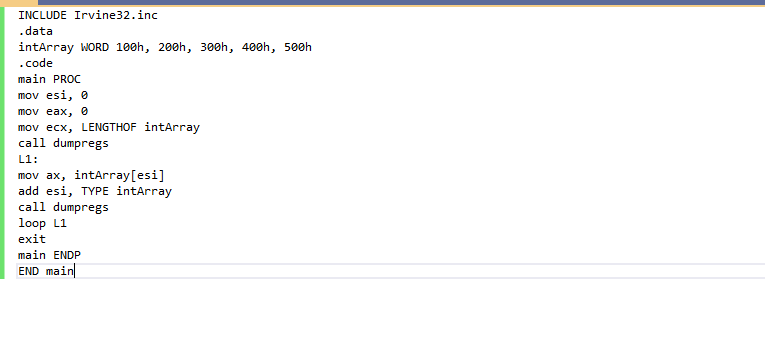 INCLUDE Irvine32.inc
.data
intArray WORD 100h, 200h, 300h, 400h, 500h
.code
main PROC
mov esi, 0
mov eax, 0
mov ecx, LENGTHOF intArray
call dumpregs
L1:
mov ax, intArray[esi]
add esi, TYPE intArray
call dumpregs
loop L1
exit
main ENDP
END main